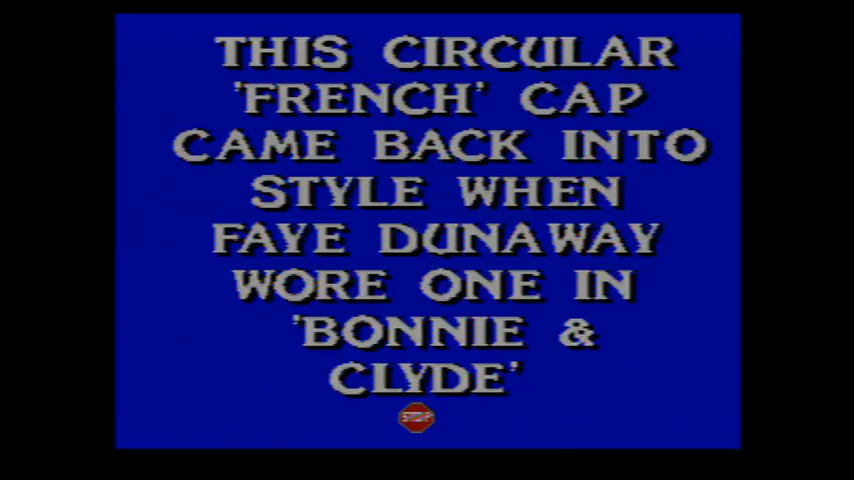 THIS CIRCULAR
'FRENCH' CAP
CAME BACK INTO
STYLE WHEN
FAYE DUNAWAY
WORE ONE IN
'BONNIE &
CLYDE'
STOP